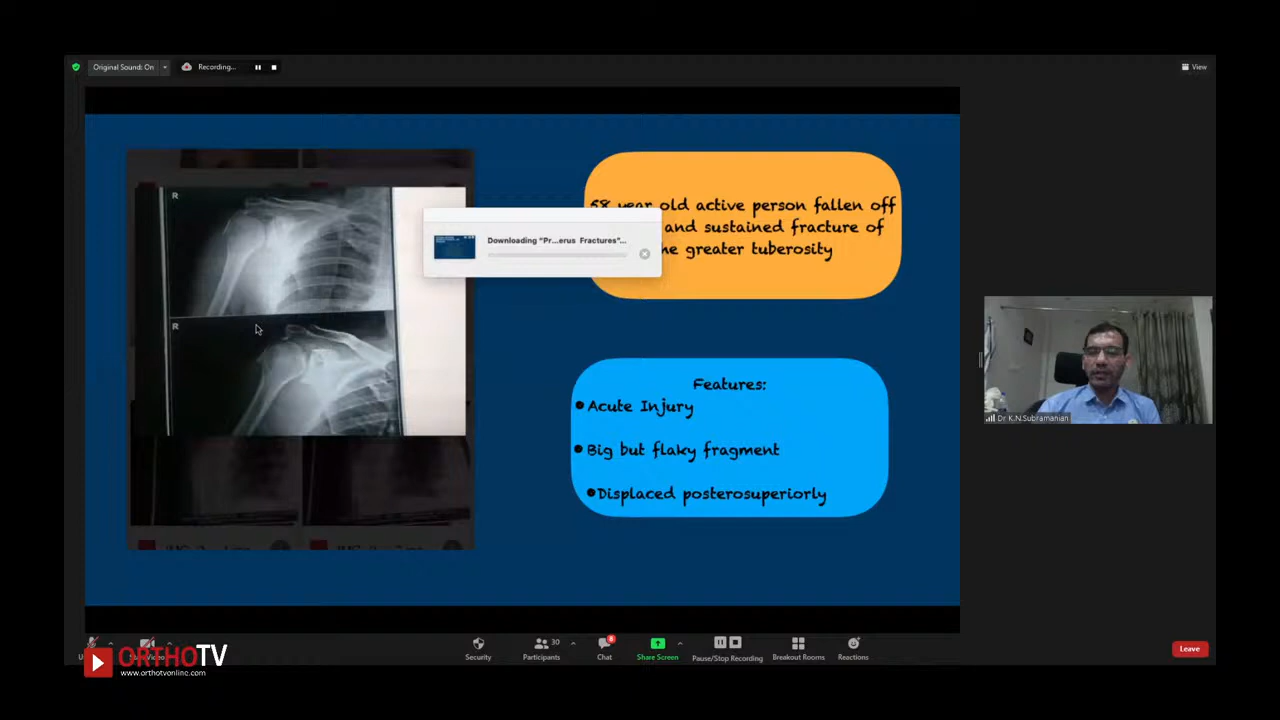 Original Sound: On
Recording...
View
R
58 year old active person fallen off
and sustained fracture of
he greater tuberosity
Downloading “Pr...erus Fractures”...
R
Features:
Acute Injury
Big but flaky fragment
Displaced posterosuperiorly
Dr K.N.Subramanian
30
8
Security
Participants
Chat
Share Screen
Pause/Stop Recording
Breakout Rooms
Reactions
Leave
ORTHOTV
www.orthotvonline.com